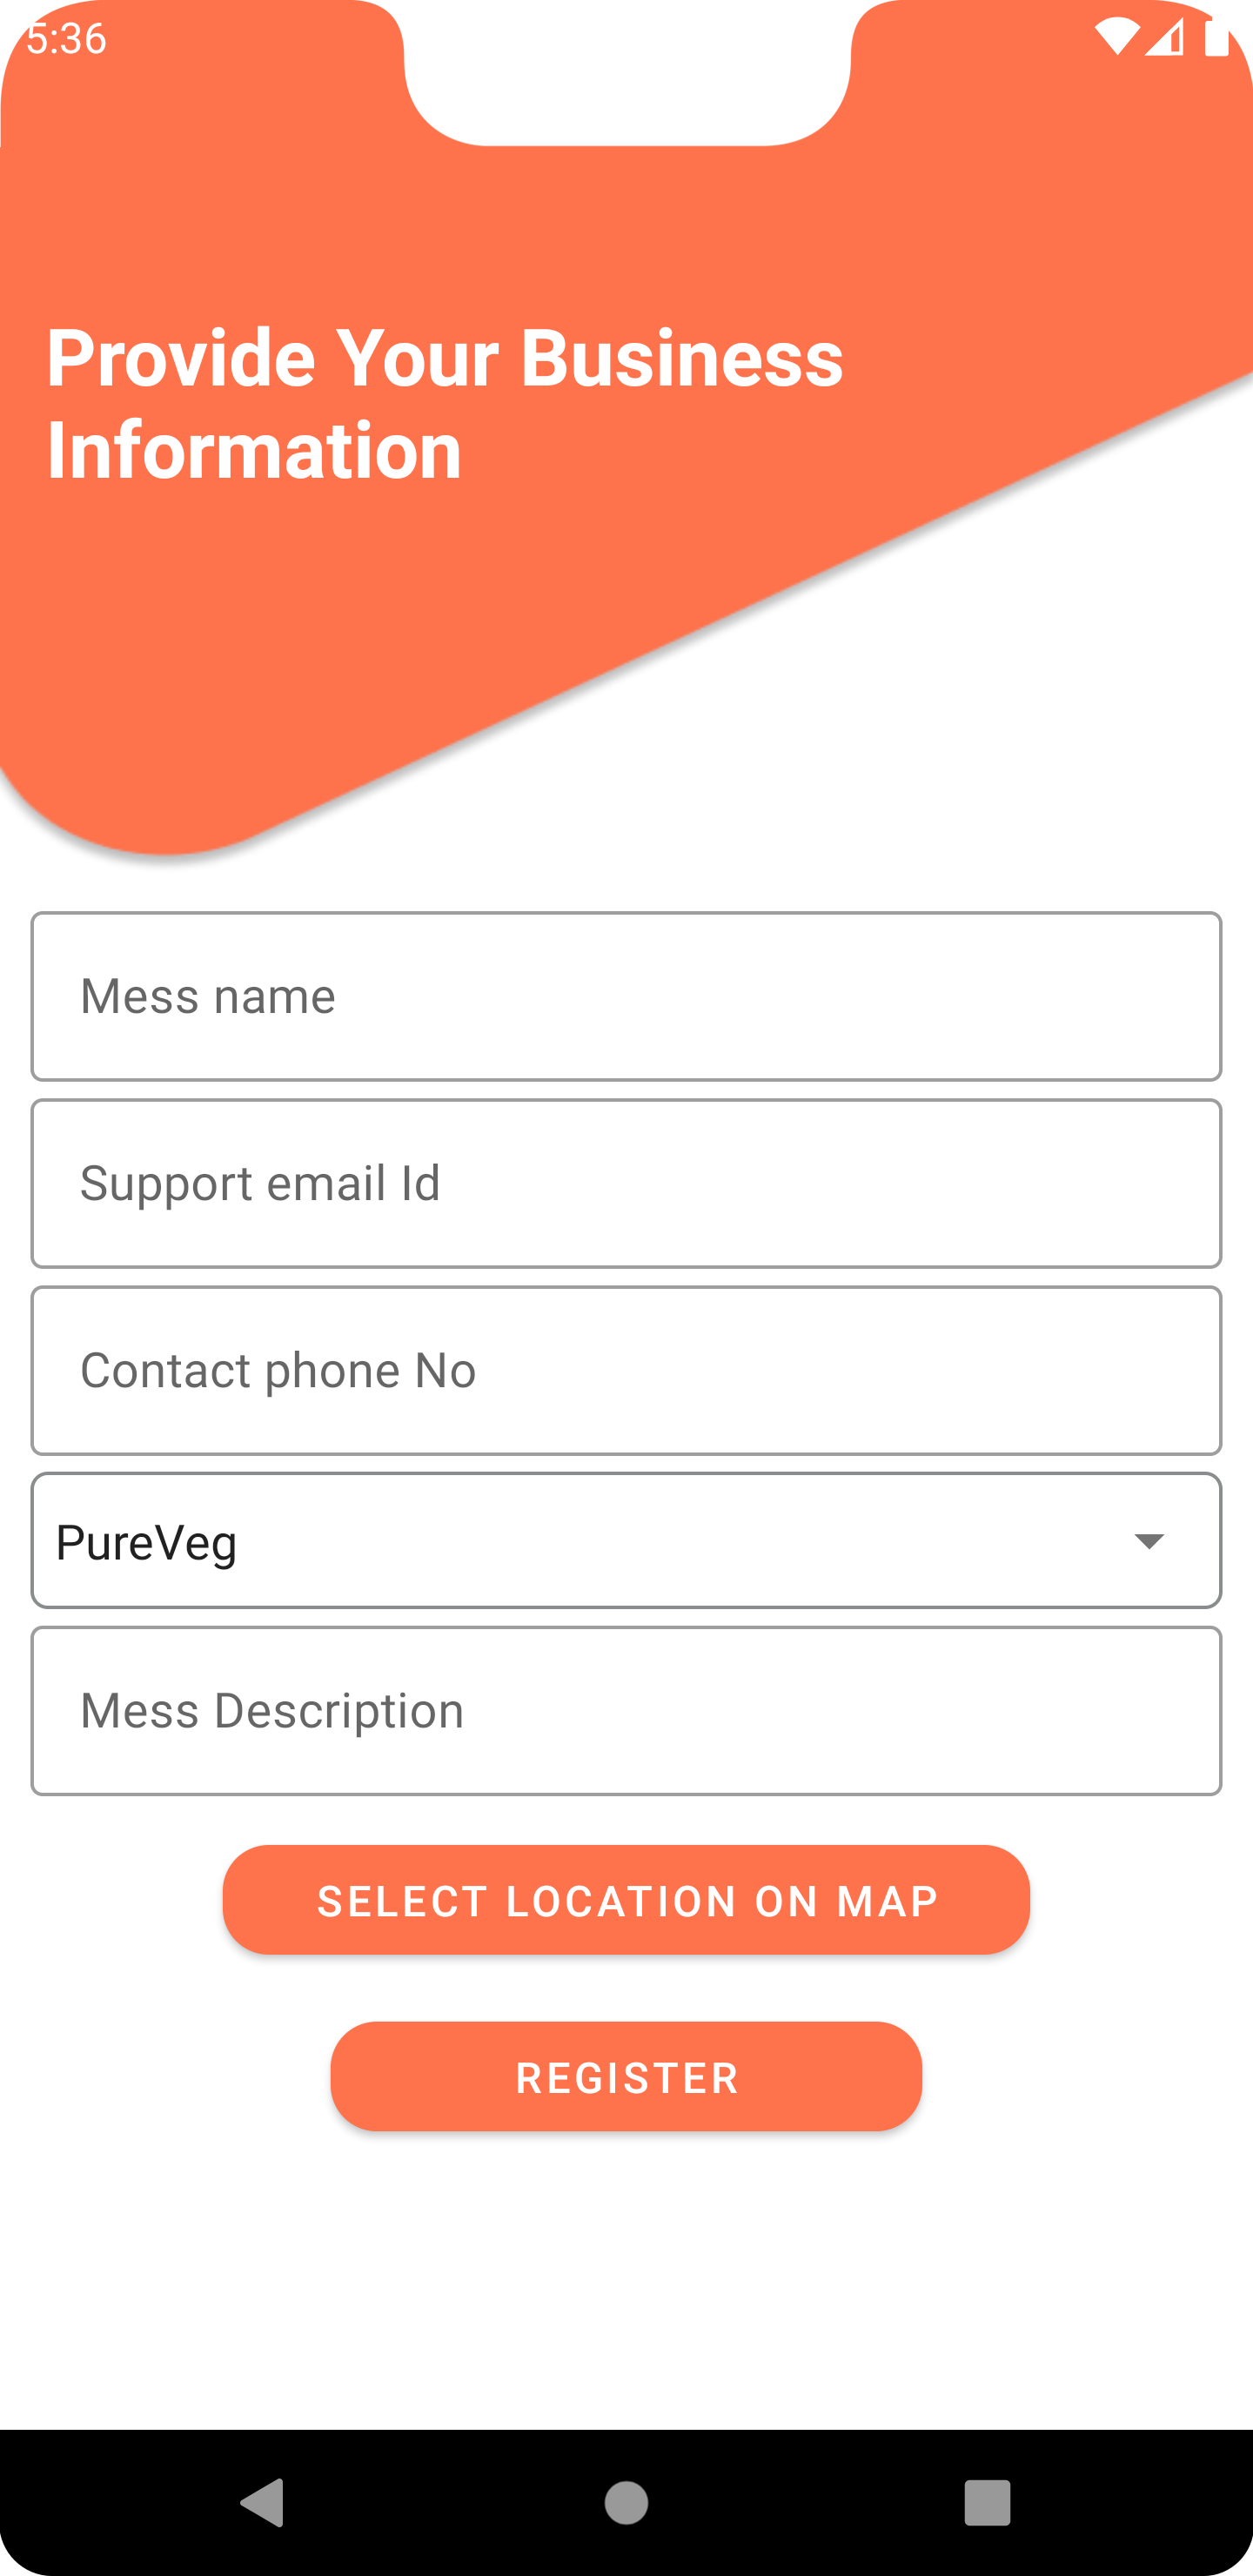 5:36
Provide Your Business
Information
Mess name
Support email Id
Contact phone No
PureVeg
Mess Description
SELECT LOCATION ON MAP
REGISTER